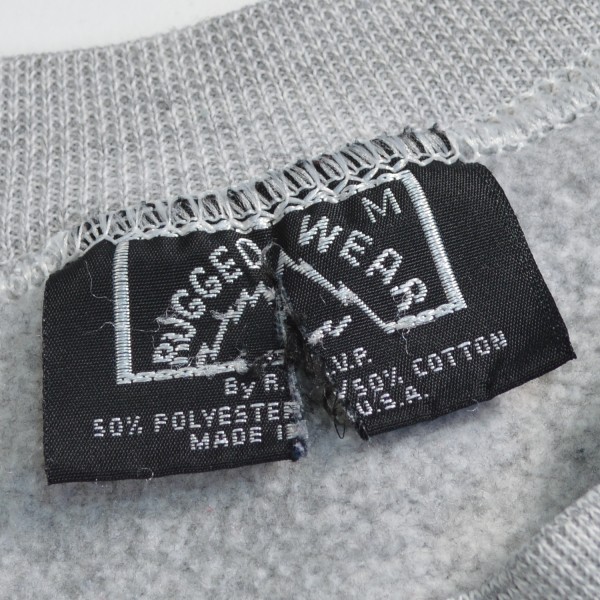 M
RUGGED WEAR
By R. U.P.
50% POLYESTER/50% COTTON
MADE I U.S.A.